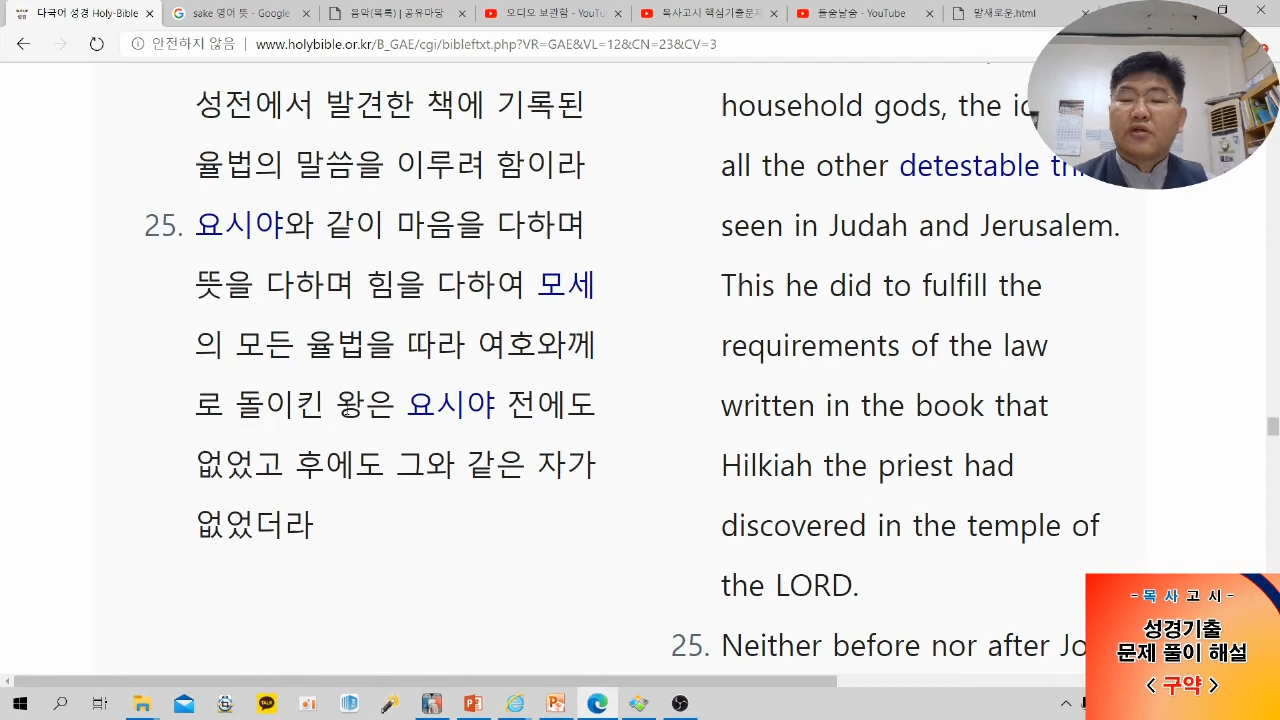 다국어 성경 Holy-Bible
sake 영어 뜻 - Google
음악(목록) | 공유마당
오디오 보관함 - YouTu
목사고시 핵심기출문제
들숨날숨 - YouTube
말새로운.html
안전하지 않음
www.holybible.or.kr/B_GAE/cgi/bibleftxt.php?VR=GAE&VL=12&CN=23&CV=3
성전에서 발견한 책에 기록된
율법의 말씀을 이루려 함이라
25. 요시야와 같이 마음을 다하며
뜻을 다하며 힘을 다하여 모세
의 모든 율법을 따라 여호와께
로 돌이킨 왕은 요시야 전에도
없었고 후에도 그와 같은 자가
없었더라
household gods, the
all the other detestable
seen in Judah and Jerusalem.
This he did to fulfill the
requirements of the law
written in the book that
Hilkiah the priest had
discovered in the temple of
the LORD.
25. Neither before nor after Jo
- 목 사 고 시 -
성경기출
문제 풀이 해설
< 구약 >
TALK